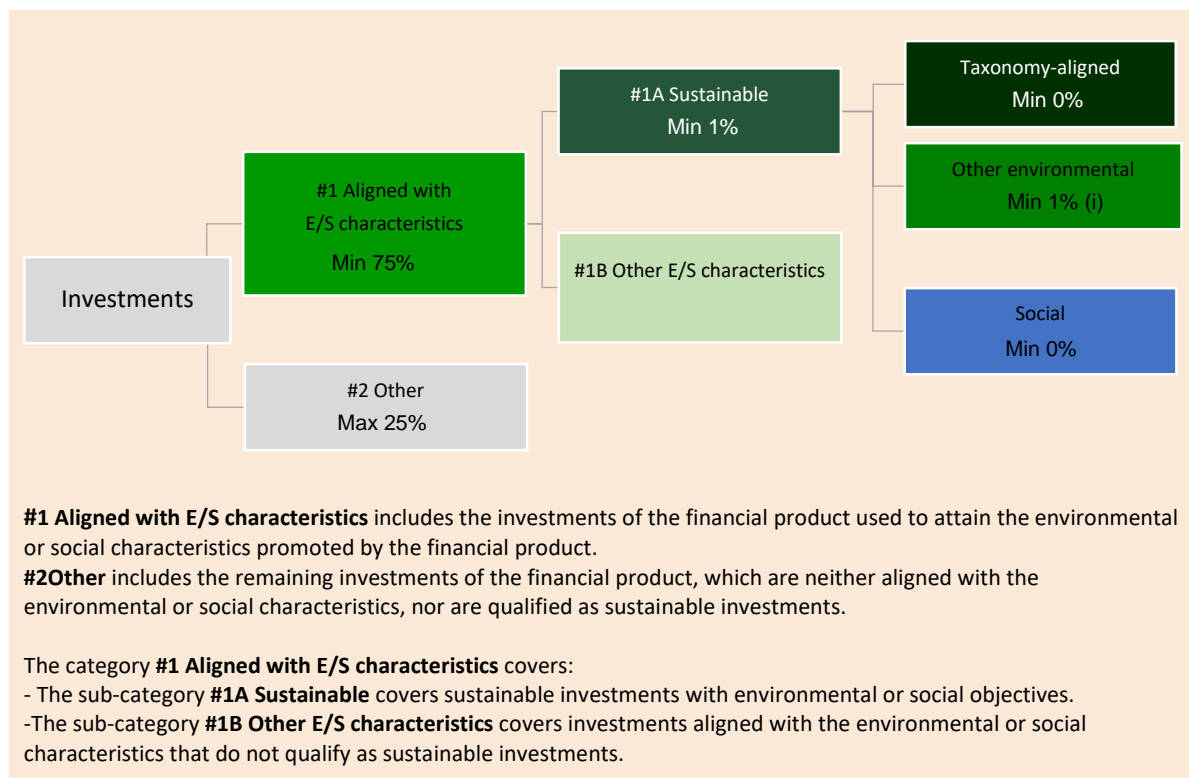 Taxonomy-aligned
Min 0%
#1A Sustainable
Min 1%
Other environmental
Min 1% (i)
#1 Aligned with
E/S characteristics
Min 75%
#1B Other E/S characteristics
Investments
Social
Min 0%
#2 Other
Max 25%
#1 Aligned with E/S characteristics includes the investments of the financial product used to attain the environmental
or social characteristics promoted by the financial product.
#2Other includes the remaining investments of the financial product, which are neither aligned with the
environmental or social characteristics, nor are qualified as sustainable investments.
The category #1 Aligned with E/S characteristics covers:
- The sub-category #1A Sustainable covers sustainable investments with environmental or social objectives.
-The sub-category #1B Other E/S characteristics covers investments aligned with the environmental or social
characteristics that do not qualify as sustainable investments.